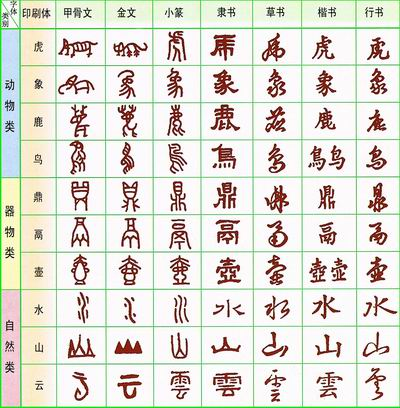 字体 类别 印刷体 甲骨文 金文 小篆 隶书 草书 楷书 行书
动物类
虎 虎 虎 虎 虎 虎 虎 虎
象 象 象 象 象 象 象 象
鹿 鹿 鹿 鹿 鹿 鹿 鹿 鹿
鸟 鳥 鳥 鳥 鳥 鸟 鳥鸟 鸟
器物类
鼎 鼎 鼎 鼎 鼎 鼎 鼎 鼎
鬲 鬲 鬲 鬲 鬲 鬲 鬲 鬲
壶 壺 壺 壺 壺 壺 壺壶 壶
自然类
水 水 水 水 水 水 水 水
山 山 山 山 山 山 山 山
云 云 云 雲 雲 雲 雲 雲